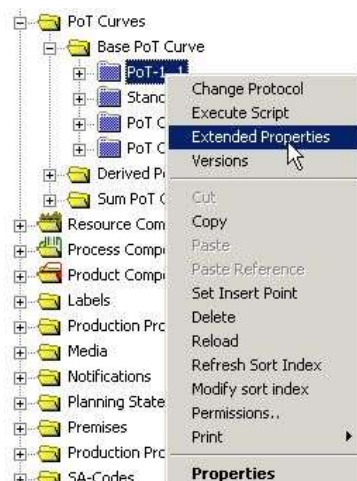 PoT Curves
Base PoT Curve
PoT-1_1
Stanc
PoT C
PoT C
Derived P
Sum PoT C
Resource Com
Process Comp
Product Comp
Labels
Production Pro
Media
Notifications
Planning State
Premises
Production Pro
SA-Codes
Change Protocol
Execute Script
Extended Properties
Versions
Cut
Copy
Paste
Paste Reference
Set Insert Point
Delete
Reload
Refresh Sort Index
Modify sort index
Permissions..
Print
Properties